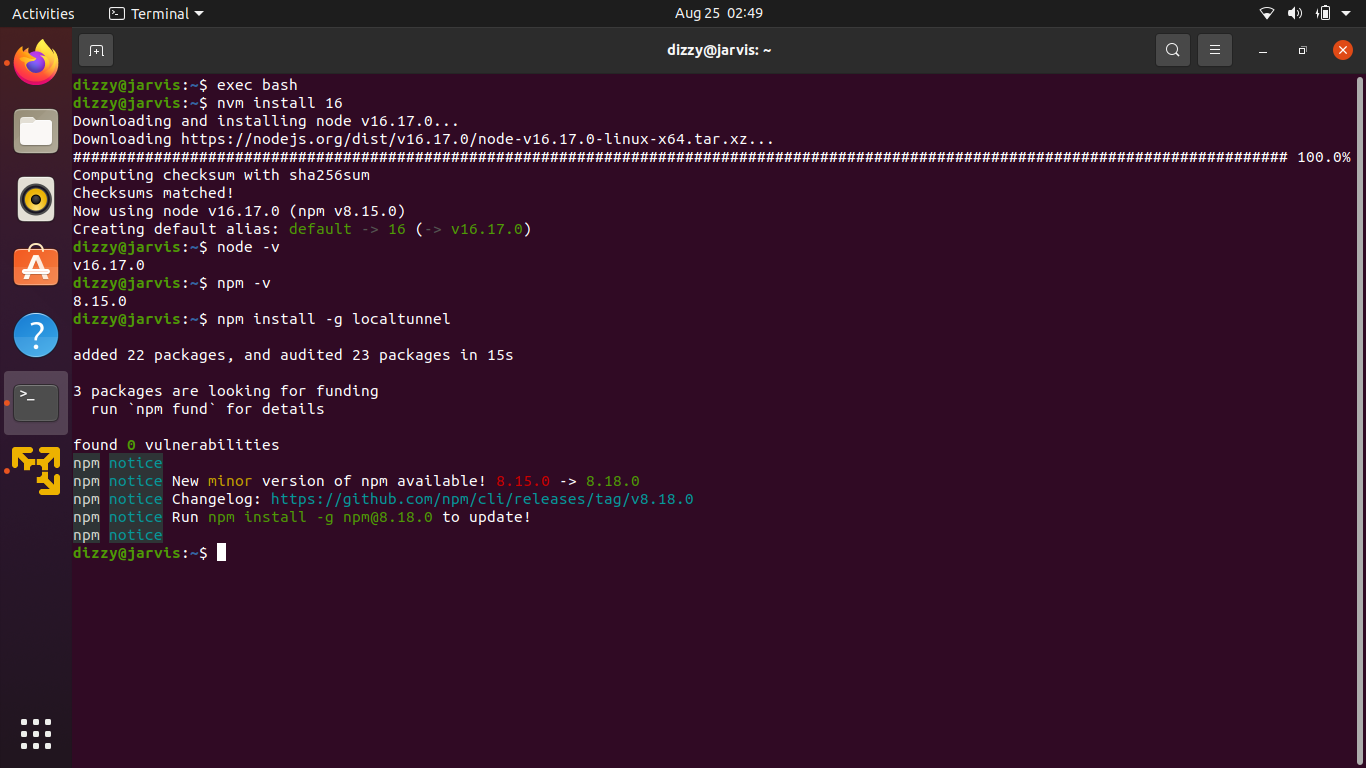 Activities Terminal Aug 25 02:49
dizzy@jarvis: ~
dizzy@jarvis:~$ exec bash
dizzy@jarvis:~$ nvm install 16
Downloading and installing node v16.17.0...
Downloading https://nodejs.org/dist/v16.17.0/node-v16.17.0-linux-x64.tar.xz...
####################################################################################################################################### 100.0%
Computing checksum with sha256sum
Checksums matched!
Now using node v16.17.0 (npm v8.15.0)
Creating default alias: default -> 16 (-> v16.17.0)
dizzy@jarvis:~$ node -v
v16.17.0
dizzy@jarvis:~$ npm -v
8.15.0
dizzy@jarvis:~$ npm install -g localtunnel
added 22 packages, and audited 23 packages in 15s
3 packages are looking for funding
  run `npm fund` for details
found 0 vulnerabilities
npm notice
npm notice New minor version of npm available! 8.15.0 -> 8.18.0
npm notice Changelog: https://github.com/npm/cli/releases/tag/v8.18.0
npm notice Run npm install -g npm@8.18.0 to update!
npm notice
dizzy@jarvis:~$